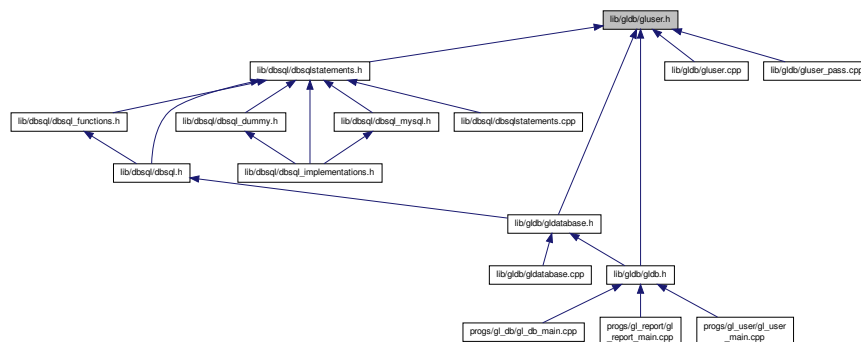 lib/gldb/gluser.h
lib/dbsql/dbsqlstatements.h
lib/gldb/gluser.cpp
lib/gldb/gluser_pass.cpp
lib/dbsql/dbsql_functions.h
lib/dbsql/dbsql_dummy.h
lib/dbsql/dbsql_mysql.h
lib/dbsql/dbsqlstatements.cpp
lib/dbsql/dbsql.h
lib/dbsql/dbsql_implementations.h
lib/gldb/gldatabase.h
lib/gldb/gldatabase.cpp
lib/gldb/gldb.h
progs/gl_db/gl_db_main.cpp
progs/gl_report/gl
_report_main.cpp
progs/gl_user/gl_user
_main.cpp